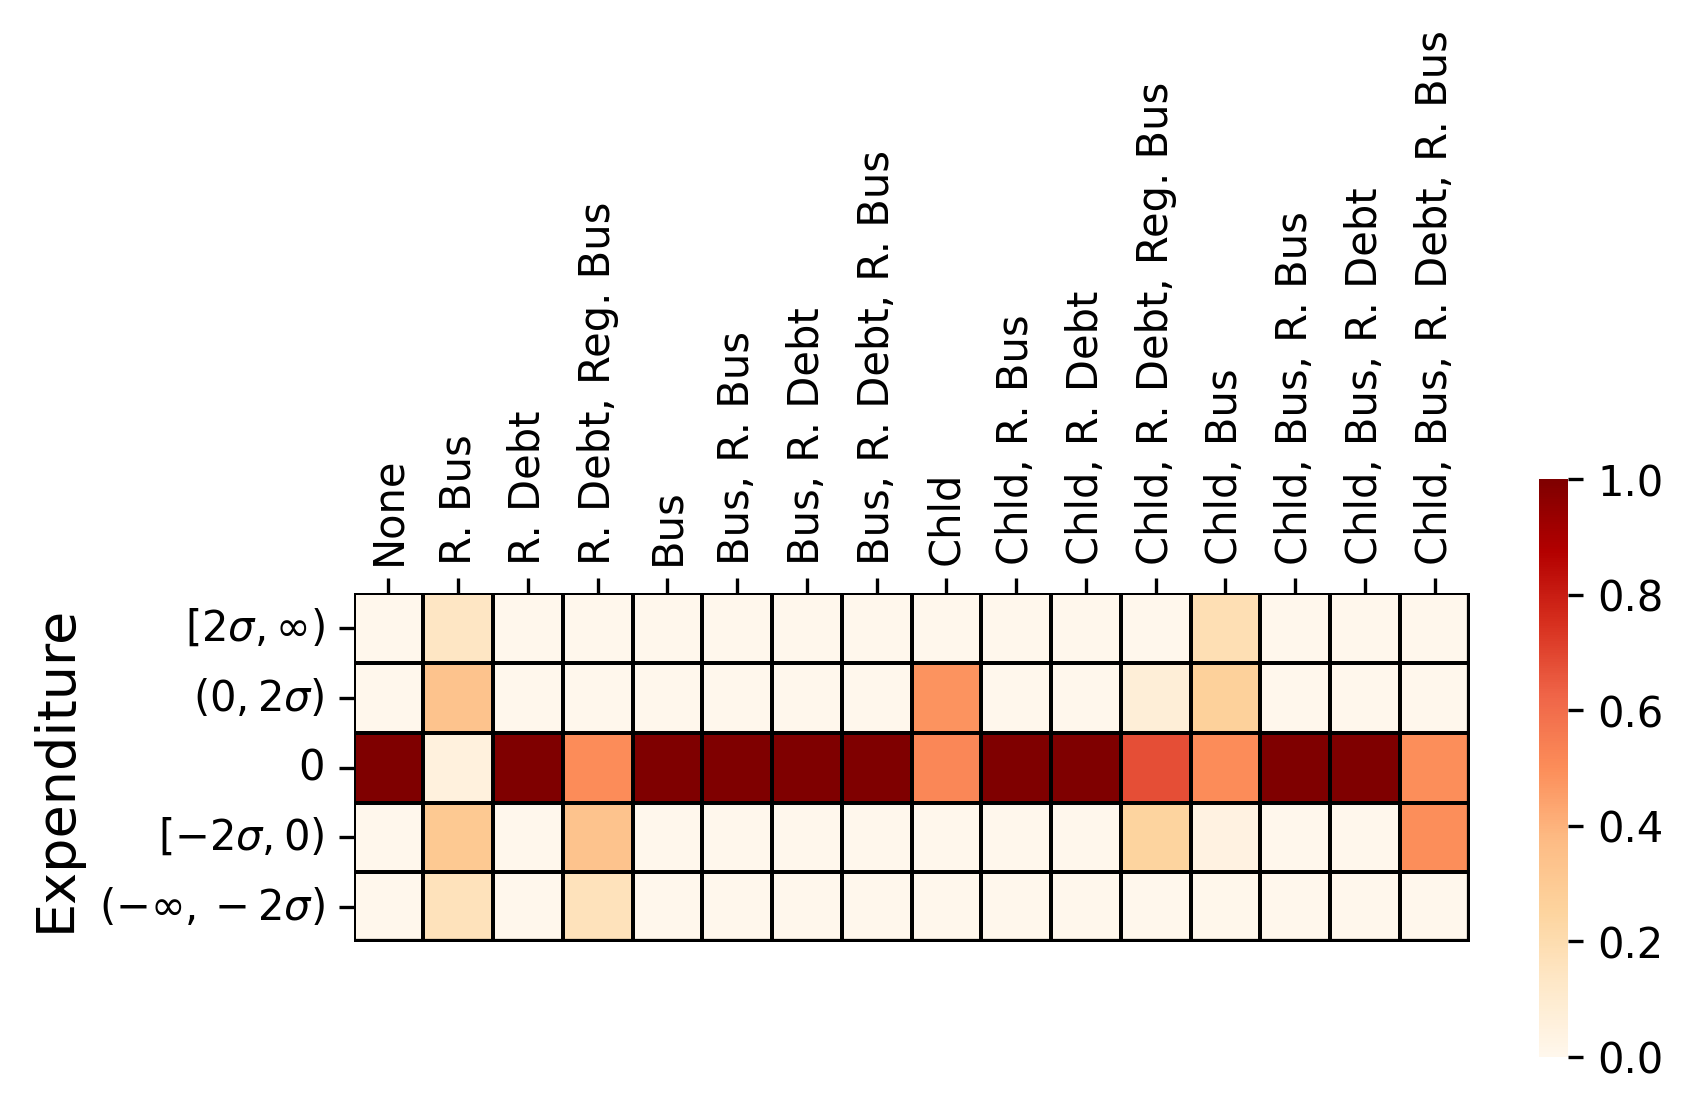 None
R. Bus
R. Debt
R. Debt, Reg. Bus
Bus
Bus, R. Bus
Bus, R. Debt
Bus, R. Debt, R. Bus
Chld
Chld, R. Bus
Chld, R. Debt
Chld, R. Debt, Reg. Bus
Chld, Bus
Chld, Bus, R. Bus
Chld, Bus, R. Debt
Chld, Bus, R. Debt, R. Bus
Expenditure
[2σ, ∞)
(0, 2σ)
0
[−2σ, 0)
(−∞, −2σ)
1.0
0.8
0.6
0.4
0.2
0.0